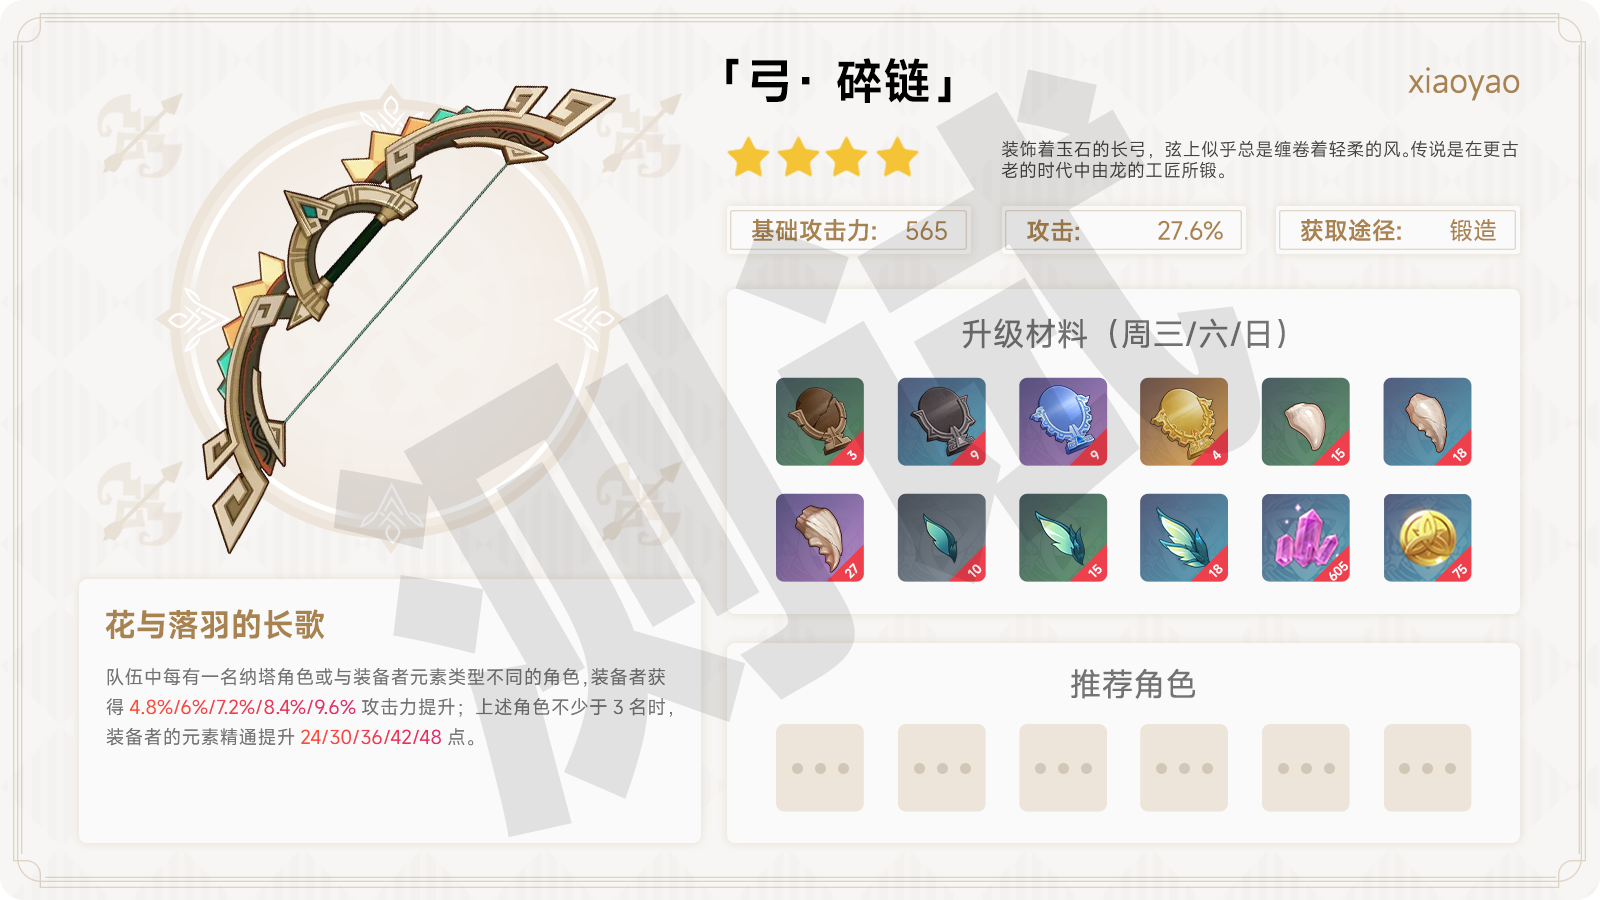 「弓· 碎链」
xiaoyao
装饰着玉石的长弓，弦上似乎总是缠卷着轻柔的风。传说是在更古
老的时代中由龙的工匠所锻。
基础攻击力: 565
攻击: 27.6%
获取途径: 锻造
升级材料（周三/六/日）
3
9
9
4
15
18
27
10
15
18
605
75
花与落羽的长歌
队伍中每有一名纳塔角色或与装备者元素类型不同的角色，装备者获
得 4.8%/6%/7.2%/8.4%/9.6% 攻击力提升；上述角色不少于 3 名时，
装备者的元素精通提升 24/30/36/42/48 点。
推荐角色
测试